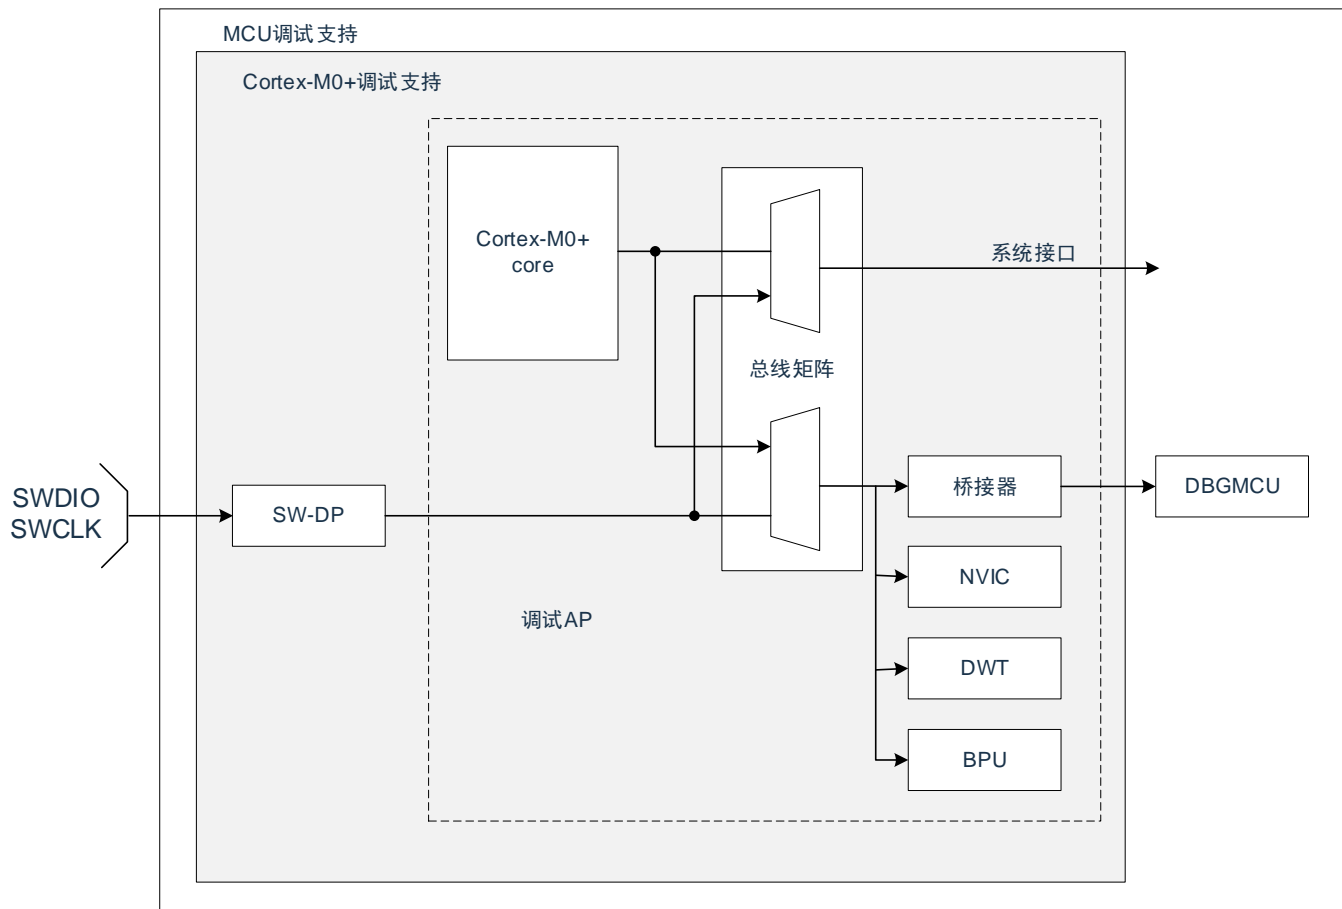 MCU调试支持
Cortex-M0+调试支持
Cortex-M0+
core
系统接口
总线矩阵
SWDIO
SWCLK
SW-DP
桥接器
DBGMCU
NVIC
调试AP
DWT
BPU